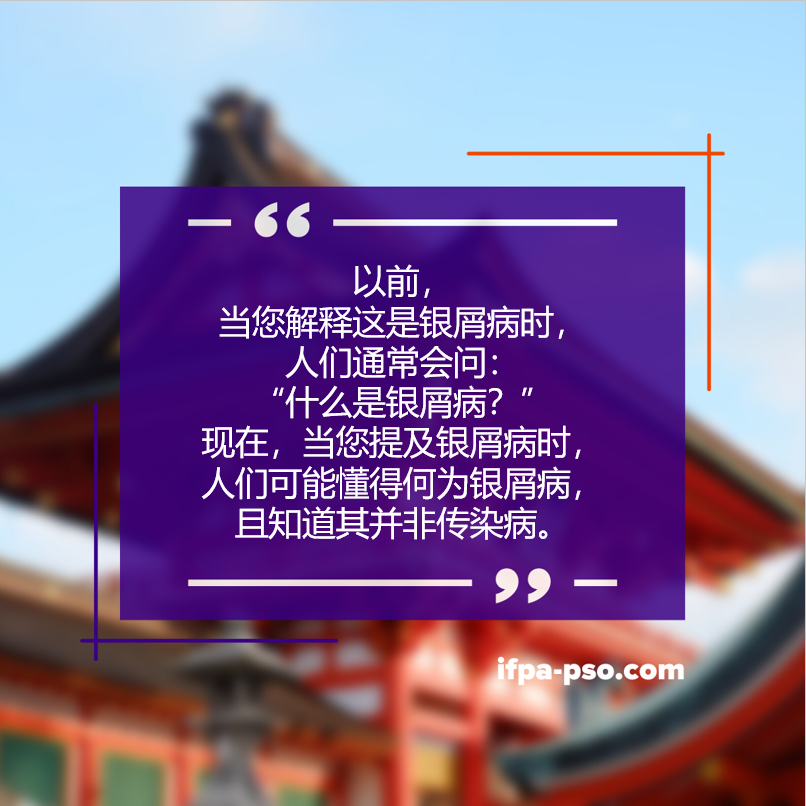 “
以前，
当您解释这是银屑病时，
人们通常会问：
“什么是银屑病？”
现在，当您提及银屑病时，
人们可能懂得何为银屑病，
且知道其并非传染病。
”
ifpa-pso.com